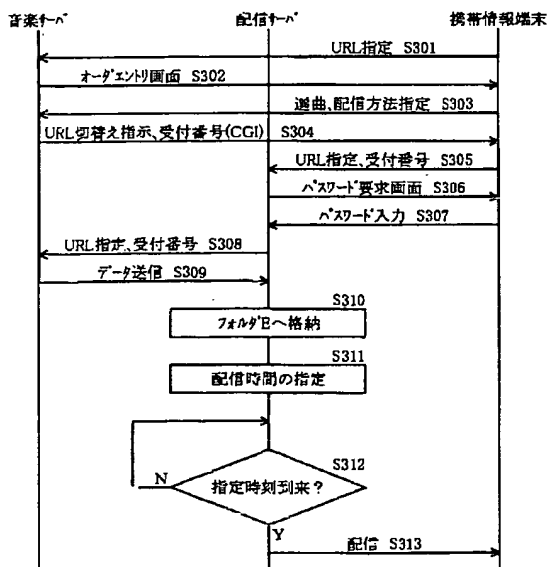 音楽サーバ 配信サーバ 携帯情報端末
URL指定 S301
オーダエントリ画面 S302
選曲、配信方法指定 S303
URL切替え指示、受付番号(CGI) S304
URL指定、受付番号 S305
パスワード要求画面 S306
パスワード入力 S307
URL指定、受付番号 S308
データ送信 S309
S310
フォルダEへ格納
S311
配信時間の指定
S312
指定時刻到来?
N
Y
配信 S313